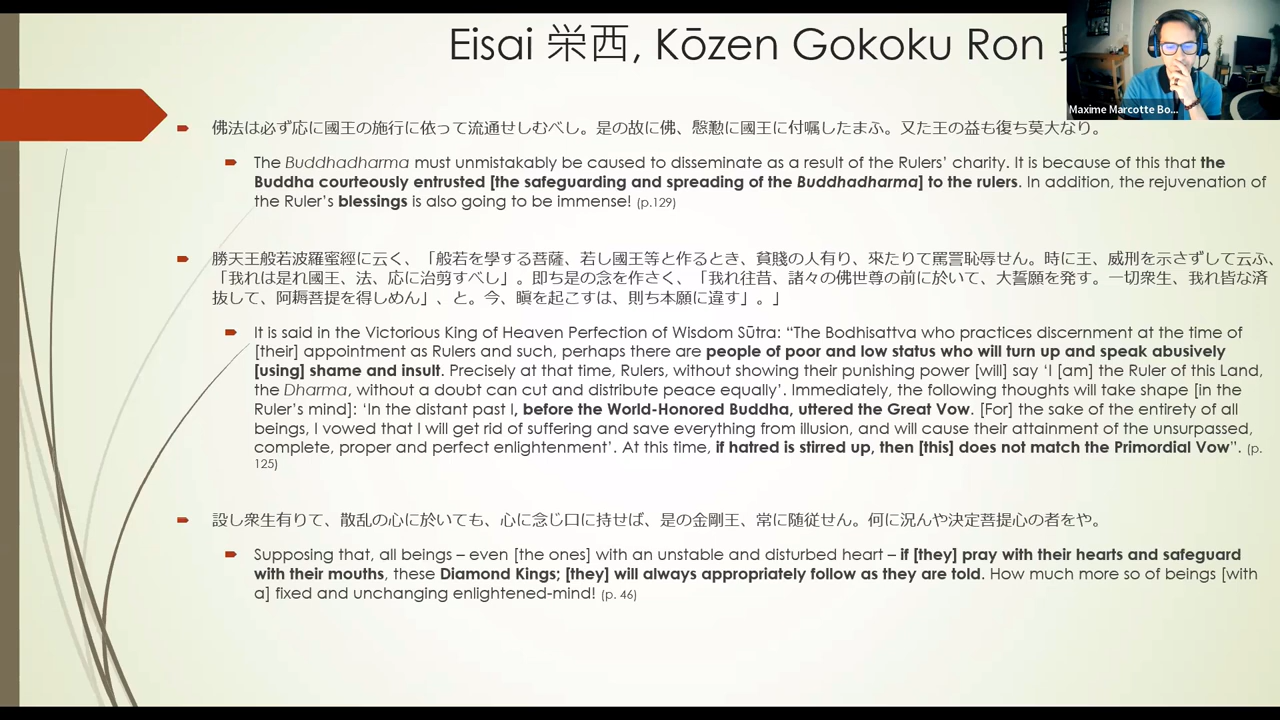 Eisai 栄西, Kōzen Gokoku Ron
Maxime Marcotte Bo...
佛法は必ず応に國王の施行に依って流通せしむべし。是の故に佛、慇懃に國王に付嘱したまふ。又た王の益も復ち莫大なり。
The Buddhadharma must unmistakably be caused to disseminate as a result of the Rulers’ charity. It is because of this that the
Buddha courteously entrusted [the safeguarding and spreading of the Buddhadharma] to the rulers. In addition, the rejuvenation of
the Ruler’s blessings is also going to be immense! (p.129)
勝天王般若波羅蜜經に云く、「般若を學する菩薩、若し國王等と作るとき、貧賤の人有り、來たりて罵詈恥辱せん。時に王、威刑を示さずして云ふ、
「我れは是れ國王、法、応に治剪すべし」。即ち是の念を作さく、「我れ往昔、諸々の佛世尊の前に於いて、大誓願を発す。一切衆生、我れ皆な済
抜して、阿耨菩提を得しめん」、と。今、瞋を起こすは、則ち本願に違す」。」
It is said in the Victorious King of Heaven Perfection of Wisdom Sūtra: “The Bodhisattva who practices discernment at the time of
[their] appointment as Rulers and such, perhaps there are people of poor and low status who will turn up and speak abusively
[using] shame and insult. Precisely at that time, Rulers, without showing their punishing power [will] say ‘I [am] the Ruler of this Land,
the Dharma, without a doubt can cut and distribute peace equally’. Immediately, the following thoughts will take shape [in the
Ruler’s mind]: ‘In the distant past I, before the World-Honored Buddha, uttered the Great Vow. [For] the sake of the entirety of all
beings, I vowed that I will get rid of suffering and save everything from illusion, and will cause their attainment of the unsurpassed,
complete, proper and perfect enlightenment’. At this time, if hatred is stirred up, then [this] does not match the Primordial Vow”. (p.
125)
設し衆生有りて、散乱の心に於いても、心に念じ口に持せば、是の金剛王、常に随従せん。何に況んや決定菩提心の者をや。
Supposing that, all beings – even [the ones] with an unstable and disturbed heart – if [they] pray with their hearts and safeguard
with their mouths, these Diamond Kings; [they] will always appropriately follow as they are told. How much more so of beings [with
a] fixed and unchanging enlightened-mind! (p. 46)